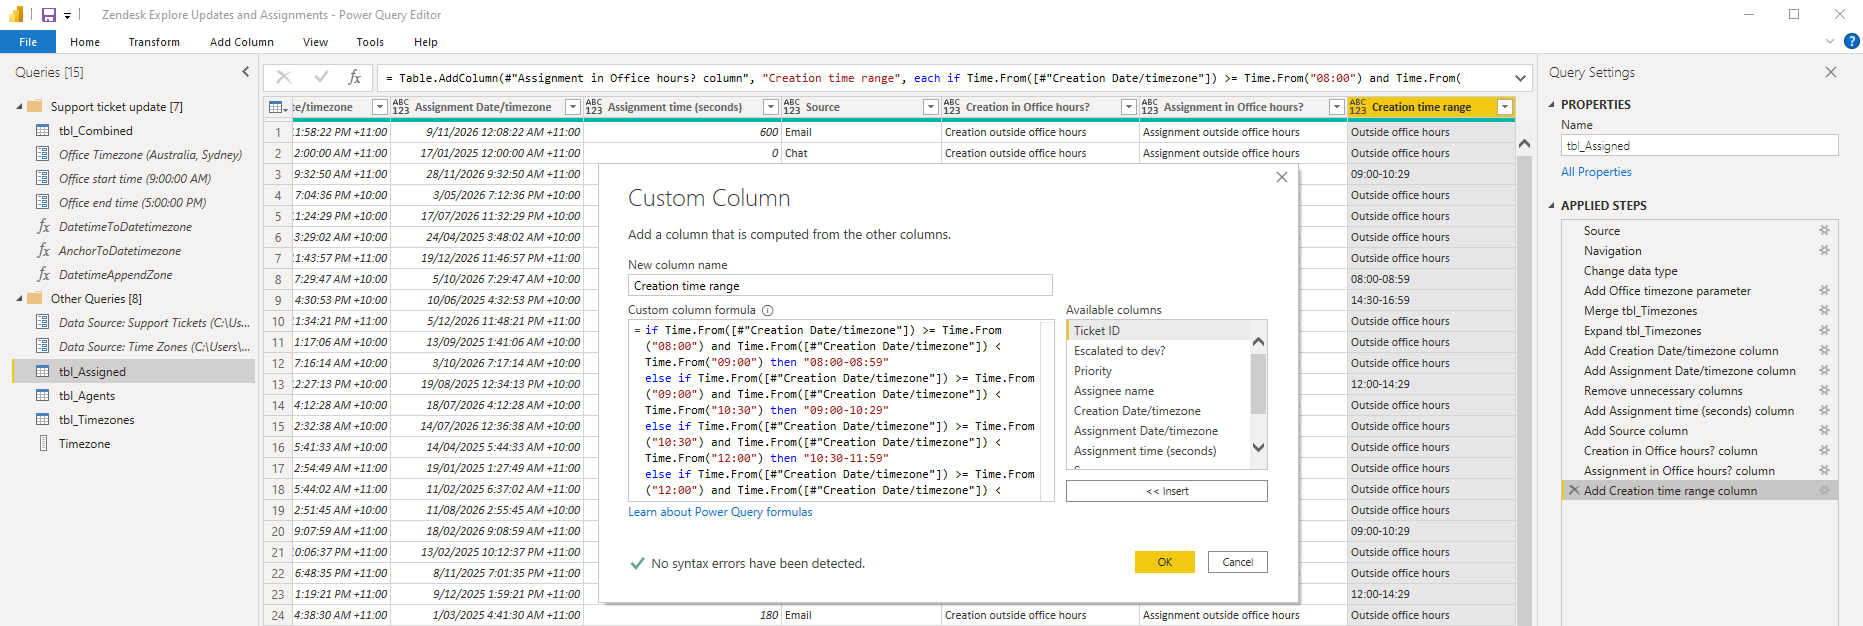 Zendesk Explore Updates and Assignments - Power Query Editor
File Home Transform Add Column View Tools Help
Queries [15]
Support ticket update [7]
tbl_Combined
Office Timezone (Australia, Sydney)
Office start time (9:00:00 AM)
Office end time (5:00:00 PM)
DatetimeToDatetimezone
AnchorToDatetimezone
DatetimeAppendZone
Other Queries [8]
Data Source: Support Tickets (C:\Us...
Data Source: Time Zones (C:\Users\...
tbl_Assigned
tbl_Agents
tbl_Timezones
Timezone
= Table.AddColumn(#"Assignment in Office hours? column", "Creation time range", each if Time.From([#"Creation Date/timezone"]) >= Time.From("08:00") and Time.From(
te/timezone ABC 123 Assignment Date/timezone ABC 123 Assignment time (seconds) ABC 123 Source ABC 123 Creation in Office hours? ABC 123 Assignment in Office hours? ABC 123 Creation time range
1 11:58:22 PM +11:00 9/11/2026 12:08:22 AM +11:00 600 Email Creation outside office hours Assignment outside office hours Outside office hours
2 2:00:00 AM +11:00 17/01/2025 12:00:00 AM +11:00 0 Chat Creation outside office hours Assignment outside office hours Outside office hours
3 9:32:50 AM +11:00 28/11/2026 9:32:50 AM +11:00 09:00-10:29
4 7:04:36 PM +10:00 3/05/2026 7:12:36 PM +10:00 Outside office hours
5 11:24:29 PM +10:00 17/07/2026 11:32:29 PM +10:00 Outside office hours
6 3:29:02 AM +10:00 24/04/2025 3:48:02 AM +10:00 Outside office hours
7 11:43:57 PM +11:00 19/12/2026 11:46:57 PM +11:00 Outside office hours
8 7:29:47 AM +10:00 5/10/2026 7:29:47 AM +10:00 08:00-08:59
9 4:30:53 PM +10:00 10/06/2025 4:32:53 PM +10:00 14:30-16:59
10 11:34:21 PM +11:00 5/12/2026 11:48:21 PM +11:00 Outside office hours
11 1:17:06 AM +10:00 13/09/2025 1:41:06 AM +10:00 Outside office hours
12 7:16:14 AM +10:00 3/10/2026 7:17:14 AM +10:00 Outside office hours
13 2:27:13 PM +10:00 19/08/2025 12:34:13 PM +10:00 12:00-14:29
14 4:12:28 AM +10:00 18/07/2026 4:12:28 AM +10:00 Outside office hours
15 2:32:38 AM +10:00 14/07/2026 12:36:38 AM +10:00 Outside office hours
16 5:41:33 AM +10:00 14/04/2025 5:44:33 AM +10:00 Outside office hours
17 2:54:49 AM +11:00 19/01/2025 1:27:49 AM +11:00 Outside office hours
18 5:44:02 AM +11:00 11/02/2025 6:37:02 AM +11:00 Outside office hours
19 2:51:45 AM +10:00 11/08/2026 2:55:45 AM +10:00 Outside office hours
20 9:07:59 AM +11:00 18/02/2026 9:08:59 AM +11:00 09:00-10:29
21 10:06:37 PM +11:00 13/02/2025 10:12:37 PM +11:00 Outside office hours
22 6:48:35 PM +11:00 8/11/2025 7:01:35 PM +11:00 Outside office hours
23 1:19:21 PM +11:00 9/12/2025 1:59:21 PM +11:00 12:00-14:29
24 4:38:30 AM +11:00 1/03/2025 4:41:30 AM +11:00 180 Email Creation outside office hours Assignment outside office hours Outside office hours
Custom Column
Add a column that is computed from the other columns.
New column name
Creation time range
Custom column formula
= if Time.From([#"Creation Date/timezone"]) >= Time.From
("08:00") and Time.From([#"Creation Date/timezone"]) <
Time.From("09:00") then "08:00-08:59"
else if Time.From([#"Creation Date/timezone"]) >= Time.From
("09:00") and Time.From([#"Creation Date/timezone"]) <
Time.From("10:30") then "09:00-10:29"
else if Time.From([#"Creation Date/timezone"]) >= Time.From
("10:30") and Time.From([#"Creation Date/timezone"]) <
Time.From("12:00") then "10:30-11:59"
else if Time.From([#"Creation Date/timezone"]) >= Time.From
("12:00") and Time.From([#"Creation Date/timezone"]) <
Available columns
Ticket ID
Escalated to dev?
Priority
Assignee name
Creation Date/timezone
Assignment Date/timezone
Assignment time (seconds)
<< Insert
Learn about Power Query formulas
No syntax errors have been detected.
OK Cancel
Query Settings
PROPERTIES
Name
tbl_Assigned
All Properties
APPLIED STEPS
Source
Navigation
Change data type
Add Office timezone parameter
Merge tbl_Timezones
Expand tbl_Timezones
Add Creation Date/timezone column
Add Assignment Date/timezone column
Remove unnecessary columns
Add Assignment time (seconds) column
Add Source column
Creation in Office hours? column
Assignment in Office hours? column
Add Creation time range column